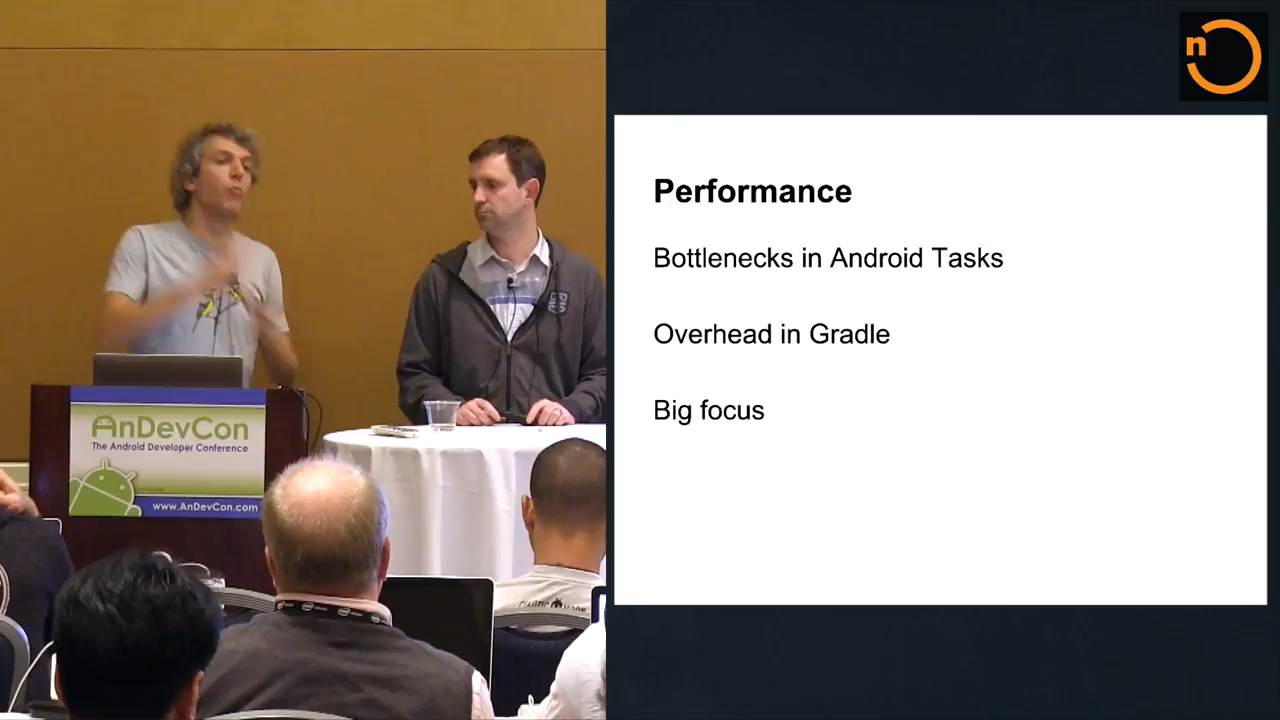 n
Performance
Bottlenecks in Android Tasks
Overhead in Gradle
Big focus
AnDevCon
The Android Developer Conference
www.AnDevCon.com